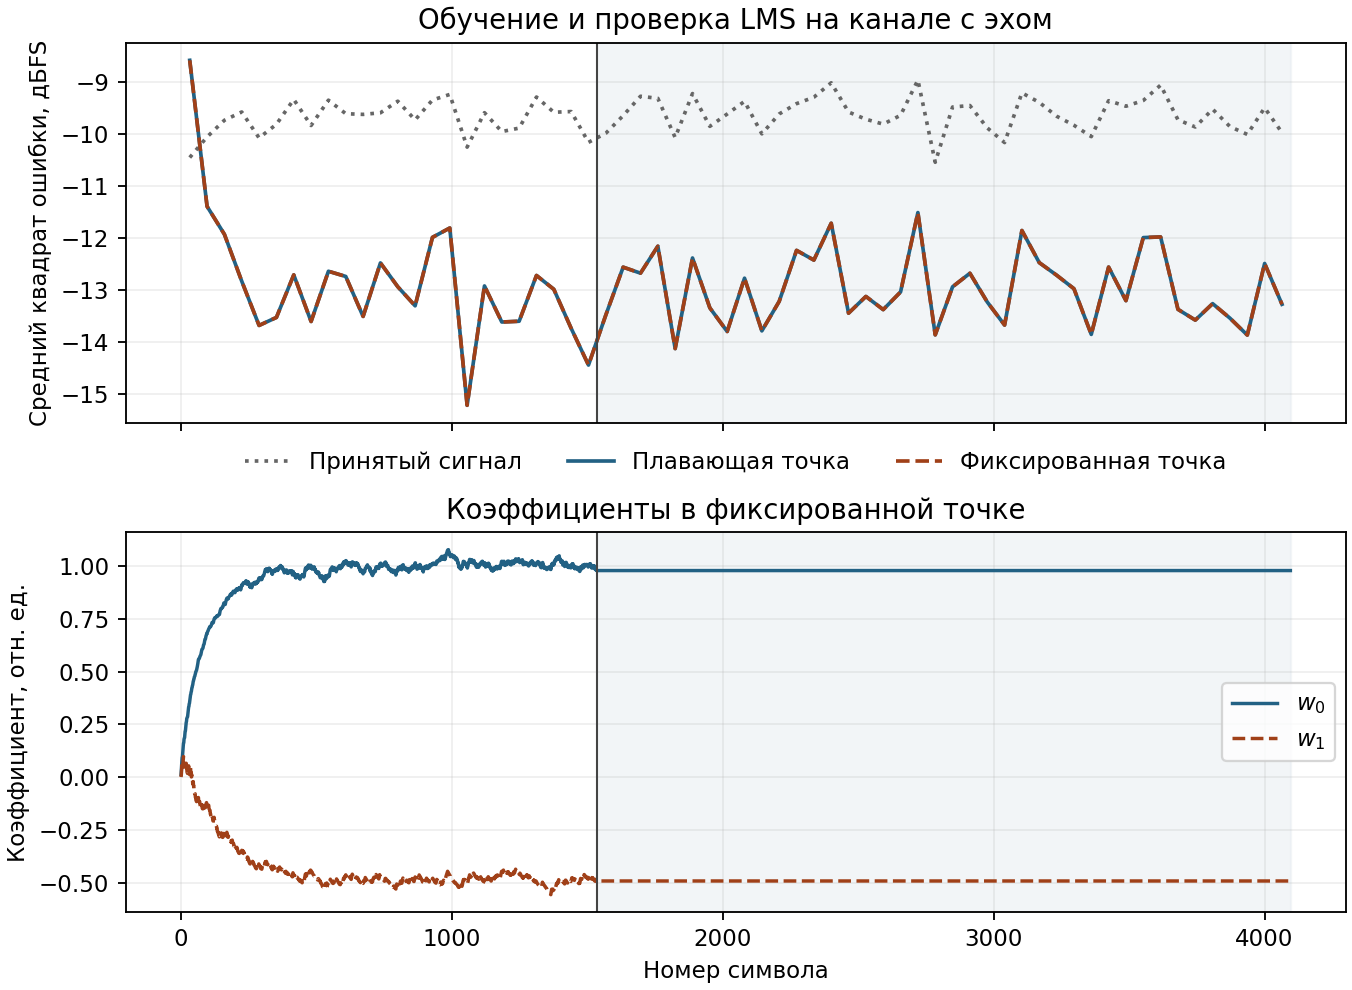 Обучение и проверка LMS на канале с эхом
Средний квадрат ошибки, дБFS
−9
−10
−11
−12
−13
−14
−15
Принятый сигнал
Плавающая точка
Фиксированная точка
Коэффициенты в фиксированной точке
Коэффициент, отн. ед.
1.00
0.75
0.50
0.25
0.00
−0.25
−0.50
w0
w1
0
1000
2000
3000
4000
Номер символа